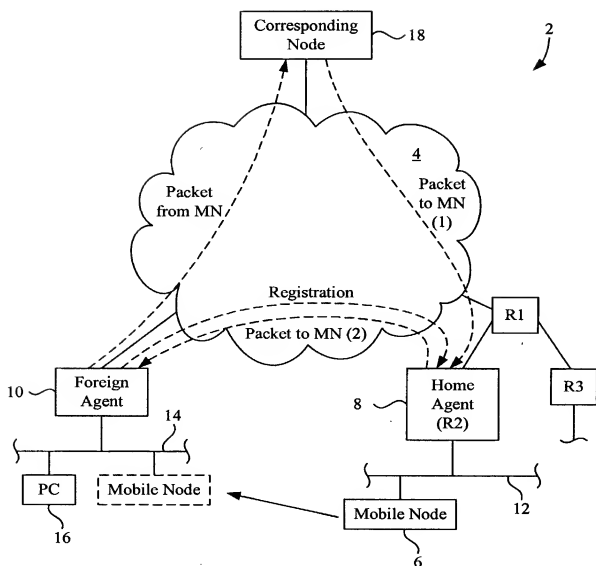 Corresponding
Node
18
2
4
Packet
from MN
Packet
to MN
(1)
Registration
R1
Packet to MN (2)
10
Foreign
Agent
8
Home
Agent
(R2)
R3
14
PC
Mobile Node
16
12
Mobile Node
6